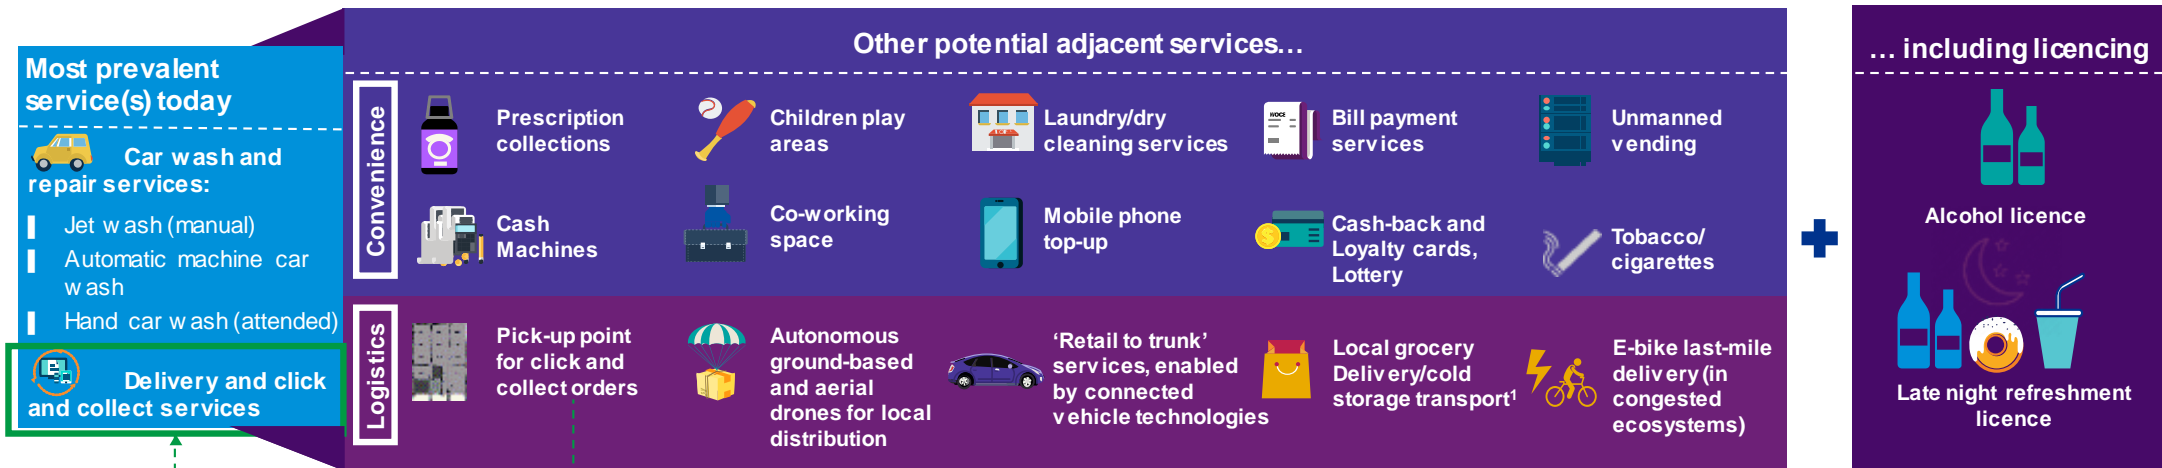 Most prevalent
service(s) today
Car wash and
repair services:
Jet wash (manual)
Automatic machine car
wash
Hand car wash (attended)
Delivery and click
and collect services
Other potential adjacent services...
Convenience
Prescription
collections
Children play
areas
Laundry/dry
cleaning services
INVOICE
Bill payment
services
Unmanned
vending
Cash
Machines
Co-working
space
Mobile phone
top-up
Cash-back and
Loyalty cards,
Lottery
Tobacco/
cigarettes
Logistics
Pick-up point
for click and
collect orders
Autonomous
ground-based
and aerial
drones for local
distribution
‘Retail to trunk’
services, enabled
by connected
vehicle technologies
Local grocery
Delivery/cold
storage transport¹
E-bike last-mile
delivery (in
congested
ecosystems)
... including licencing
Alcohol licence
Late night refreshment
licence